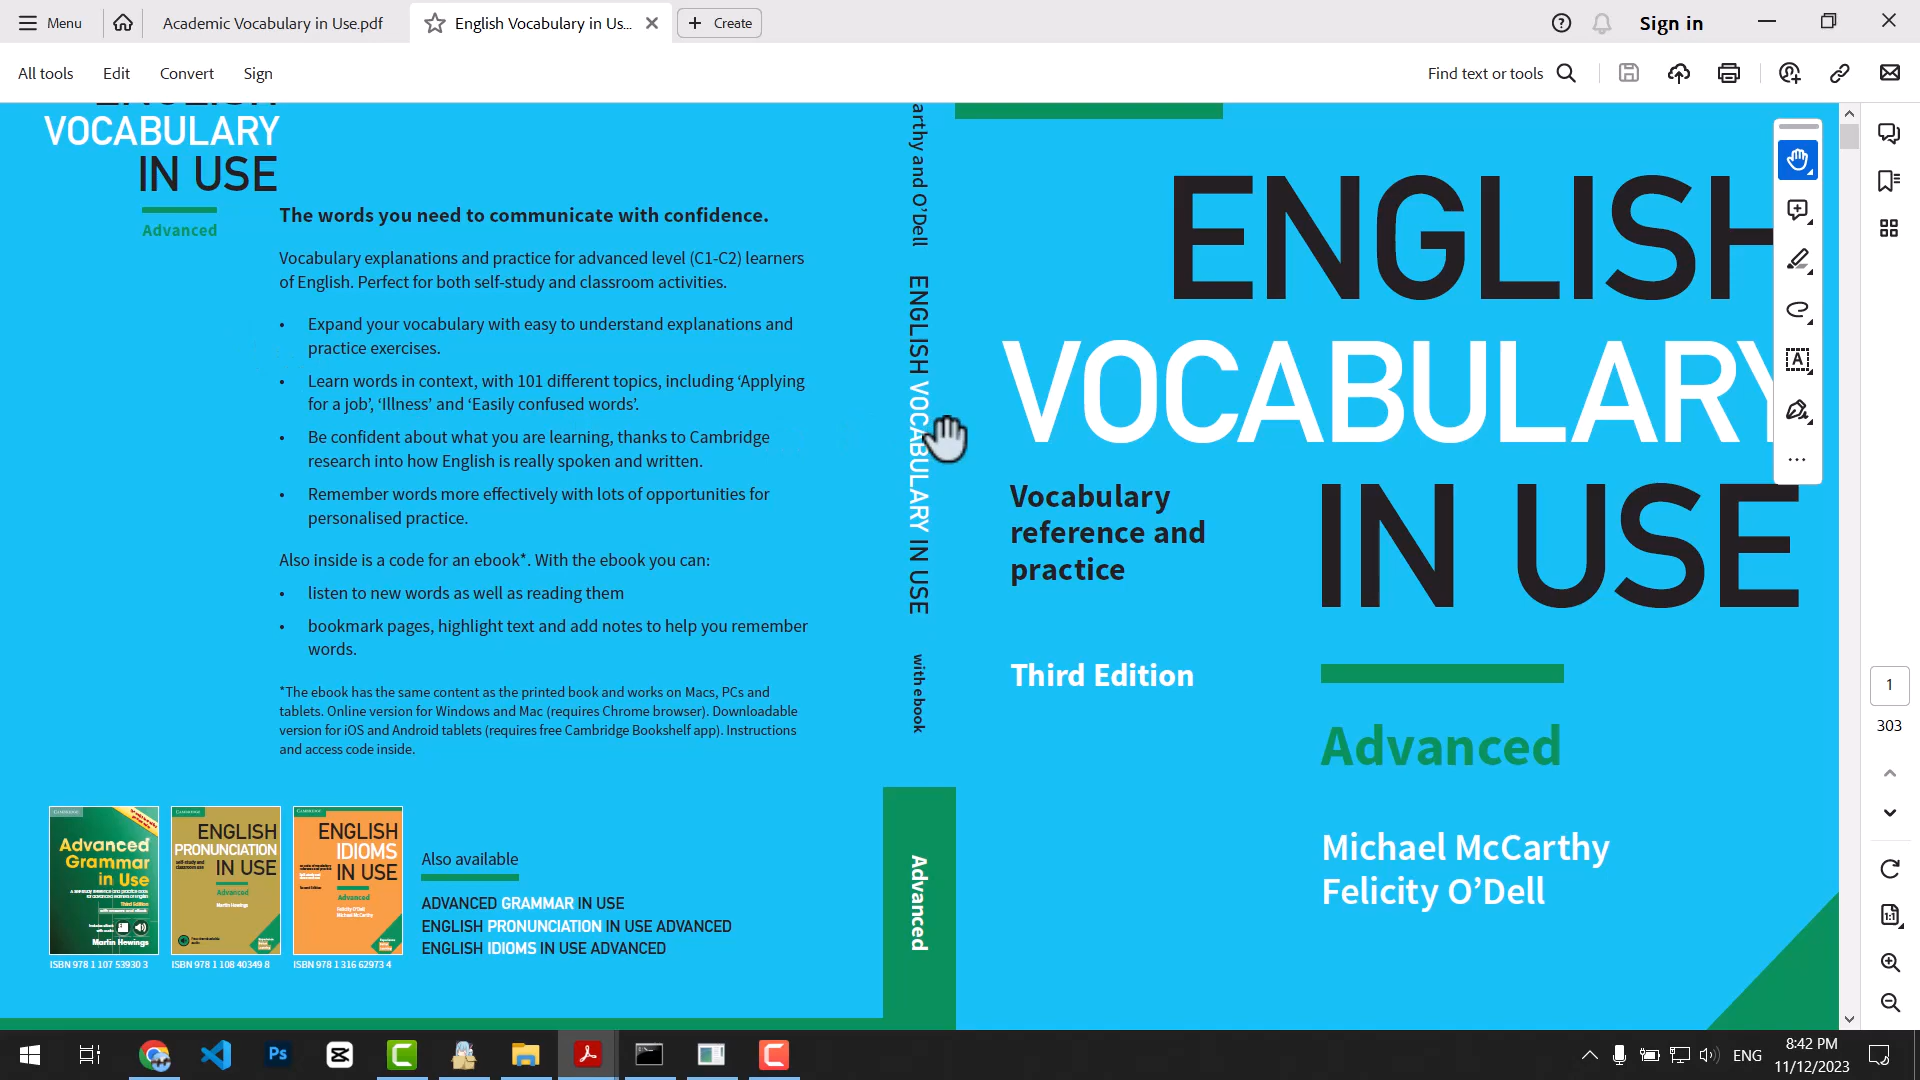 Menu
Academic Vocabulary in Use.pdf
English Vocabulary in Us...
Create
Sign in
All tools
Edit
Convert
Sign
Find text or tools
VOCABULARY
IN USE
Advanced
The words you need to communicate with confidence.
Vocabulary explanations and practice for advanced level (C1-C2) learners
of English. Perfect for both self-study and classroom activities.
• Expand your vocabulary with easy to understand explanations and
practice exercises.
• Learn words in context, with 101 different topics, including ‘Applying
for a job’, ‘Illness’ and ‘Easily confused words’.
• Be confident about what you are learning, thanks to Cambridge
research into how English is really spoken and written.
• Remember words more effectively with lots of opportunities for
personalised practice.
Also inside is a code for an ebook*. With the ebook you can:
• listen to new words as well as reading them
• bookmark pages, highlight text and add notes to help you remember
words.
*The ebook has the same content as the printed book and works on Macs, PCs and
tablets. Online version for Windows and Mac (requires Chrome browser). Downloadable
version for iOS and Android tablets (requires free Cambridge Bookshelf app). Instructions
and access code inside.
Advanced
Grammar
in Use
Third Edition
Martin Hewings
ISBN 978 1 107 53930 3
ENGLISH
PRONUNCIATION
IN USE
Advanced
Martin Hewings
ISBN 978 1 108 40349 8
ENGLISH
IDIOMS
IN USE
Advanced
Felicity O'Dell
Michael McCarthy
ISBN 978 1 316 62973 4
Also available
ADVANCED GRAMMAR IN USE
ENGLISH PRONUNCIATION IN USE ADVANCED
ENGLISH IDIOMS IN USE ADVANCED
arthy and O’Dell
ENGLISH VOCABULARY IN USE
with ebook
Advanced
ENGLISH
VOCABULARY
IN USE
Vocabulary
reference and
practice
Third Edition
Advanced
Michael McCarthy
Felicity O’Dell
1
303
ENG
8:42 PM
11/12/2023